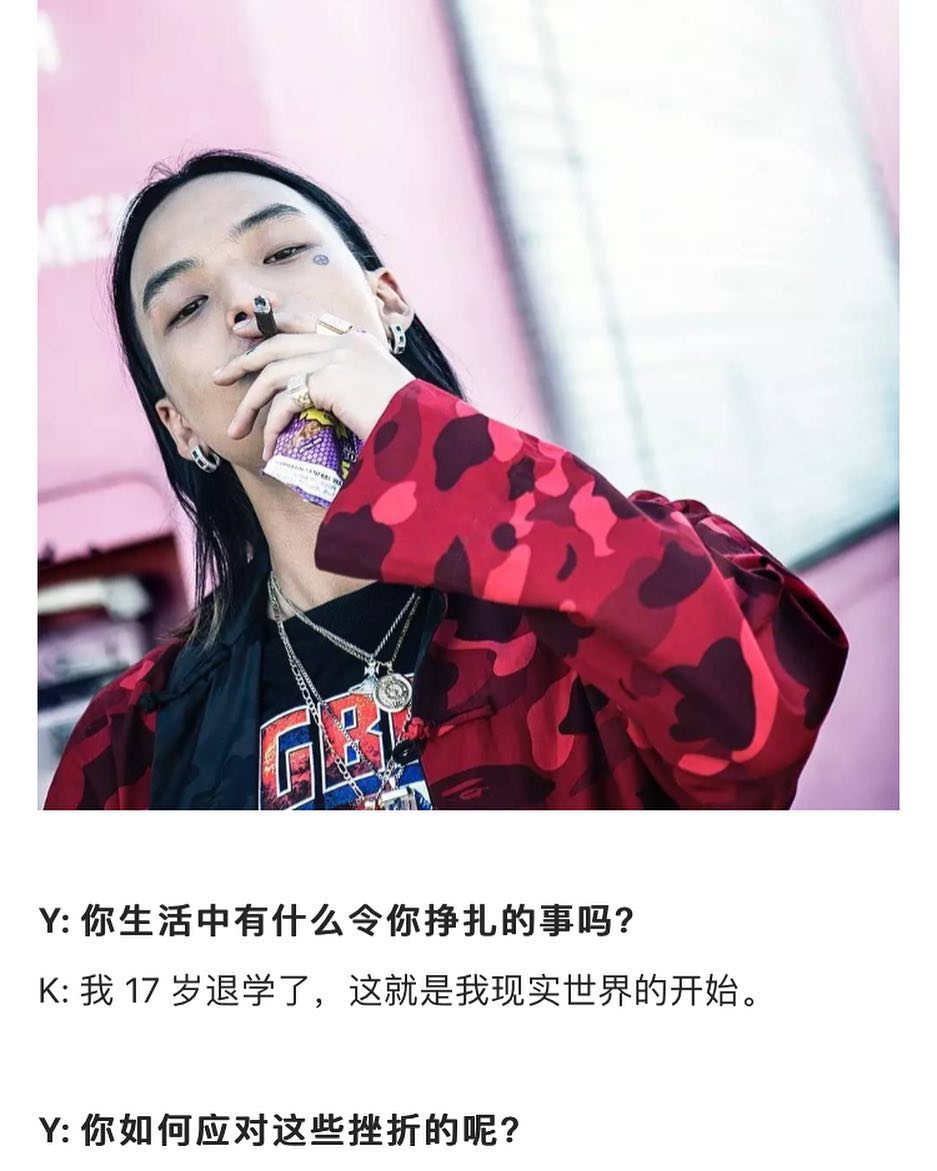 GB
Y: 你生活中有什么令你挣扎的事吗?
K: 我 17 岁退学了，这就是我现实世界的开始。
Y: 你如何应对这些挫折的呢?